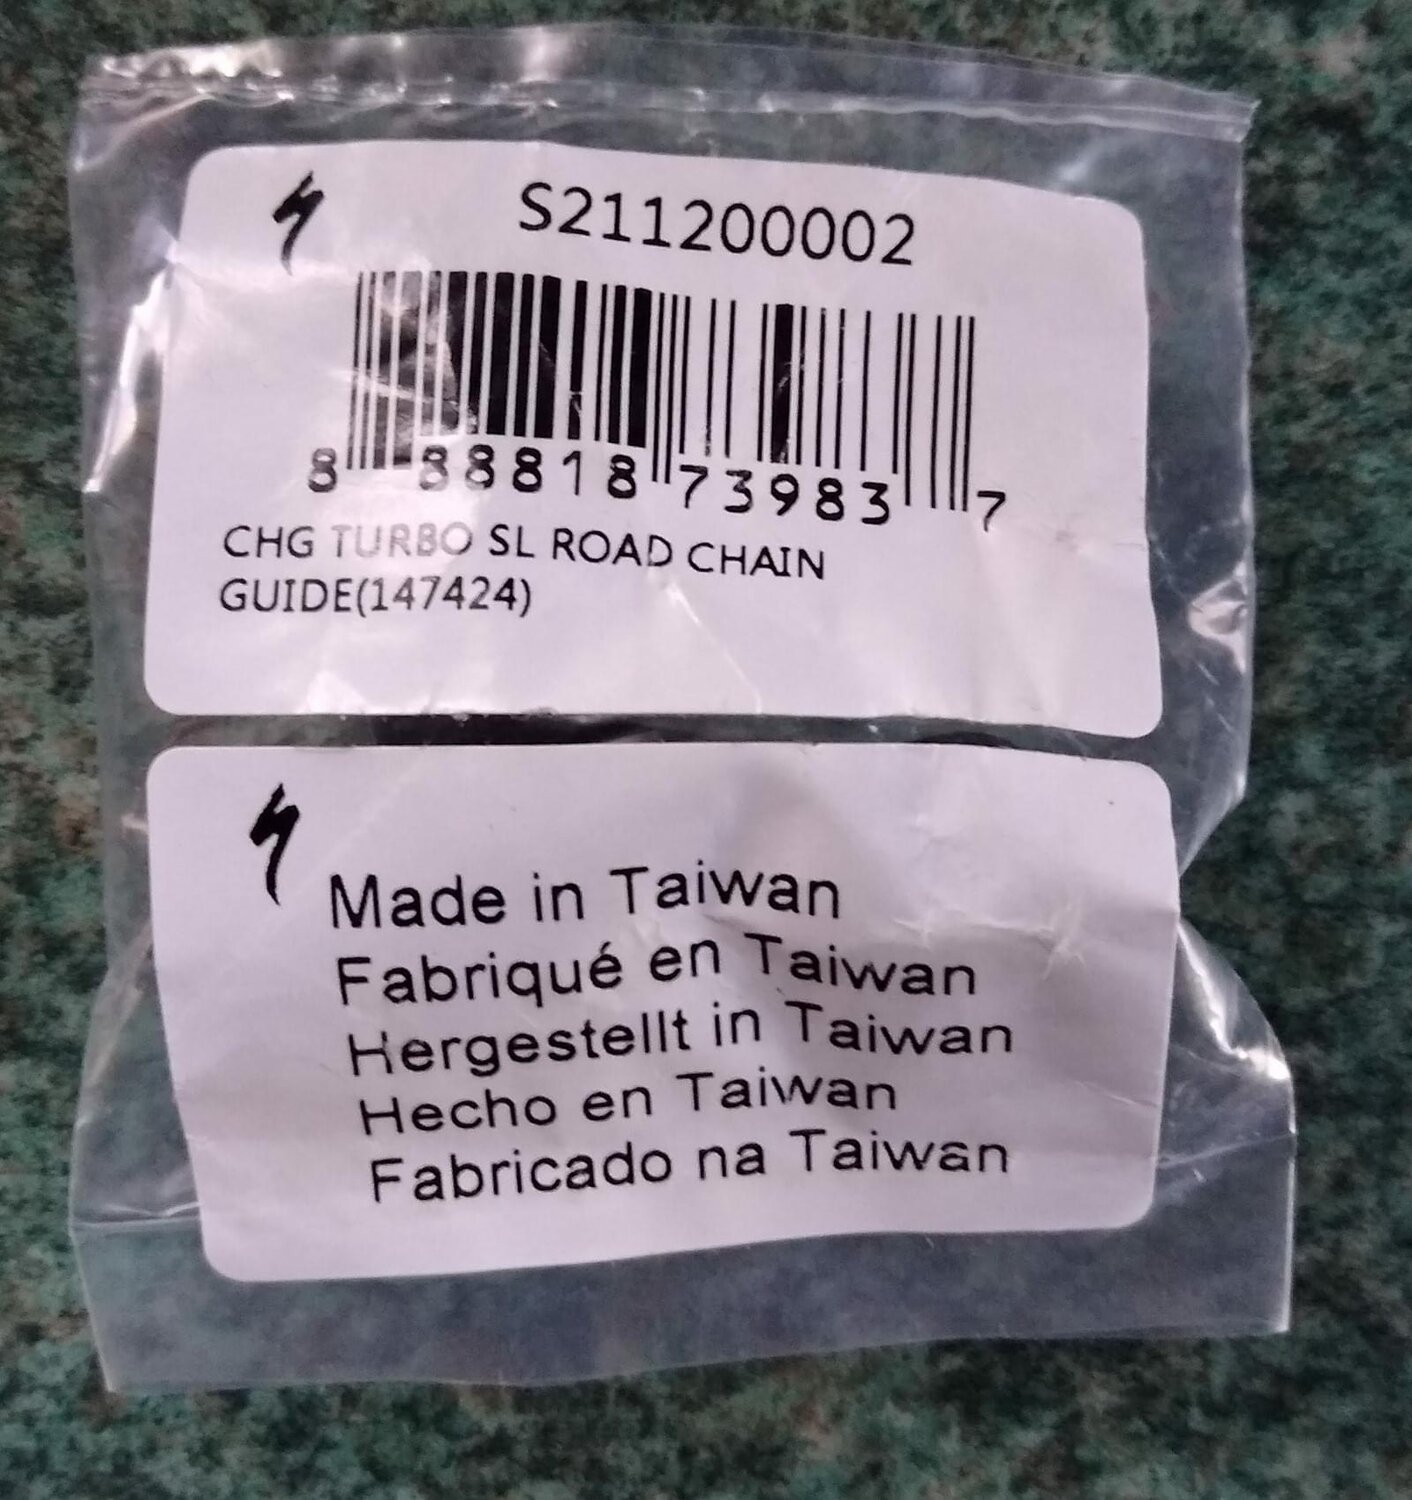 S211200002
8 88818 73983 7
CHG TURBO SL ROAD CHAIN
GUIDE(147424)
Made in Taiwan
Fabriqué en Taiwan
Hergestellt in Taiwan
Hecho en Taiwan
Fabricado na Taiwan